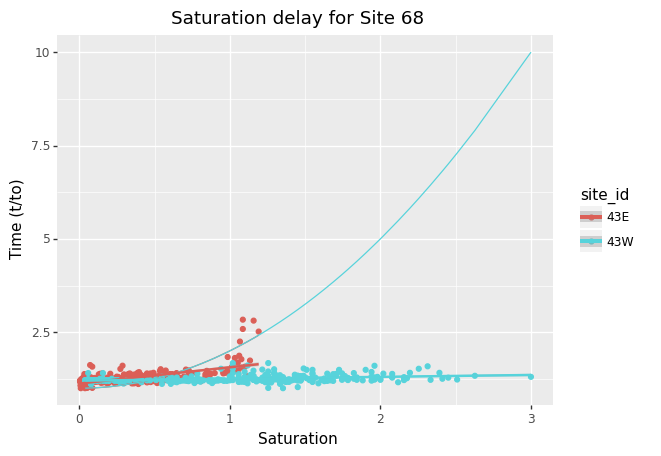 Saturation delay for Site 68
10
7.5
5
2.5
0
1
2
3
Time (t/to)
Saturation
site_id
43E
43W